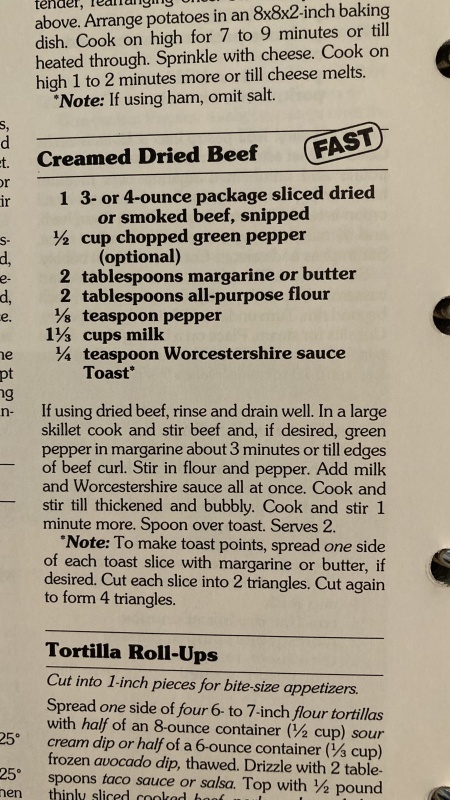 tender, rearranging once.
above. Arrange potatoes in an 8x8x2-inch baking
dish. Cook on high for 7 to 9 minutes or till
heated through. Sprinkle with cheese. Cook on
high 1 to 2 minutes more or till cheese melts.
*Note: If using ham, omit salt.
Creamed Dried Beef
FAST
1 3- or 4-ounce package sliced dried
or smoked beef, snipped
½ cup chopped green pepper
(optional)
2 tablespoons margarine or butter
2 tablespoons all-purpose flour
⅛ teaspoon pepper
1⅓ cups milk
¼ teaspoon Worcestershire sauce
Toast*
If using dried beef, rinse and drain well. In a large
skillet cook and stir beef and, if desired, green
pepper in margarine about 3 minutes or till edges
of beef curl. Stir in flour and pepper. Add milk
and Worcestershire sauce all at once. Cook and
stir till thickened and bubbly. Cook and stir 1
minute more. Spoon over toast. Serves 2.
*Note: To make toast points, spread one side
of each toast slice with margarine or butter, if
desired. Cut each slice into 2 triangles. Cut again
to form 4 triangles.
Tortilla Roll-Ups
Cut into 1-inch pieces for bite-size appetizers.
Spread one side of four 6- to 7-inch flour tortillas
with half of an 8-ounce container (½ cup) sour
cream dip or half of a 6-ounce container (⅓ cup)
frozen avocado dip, thawed. Drizzle with 2 table-
spoons taco sauce or salsa. Top with ½ pound
thinly sliced cooked beef,